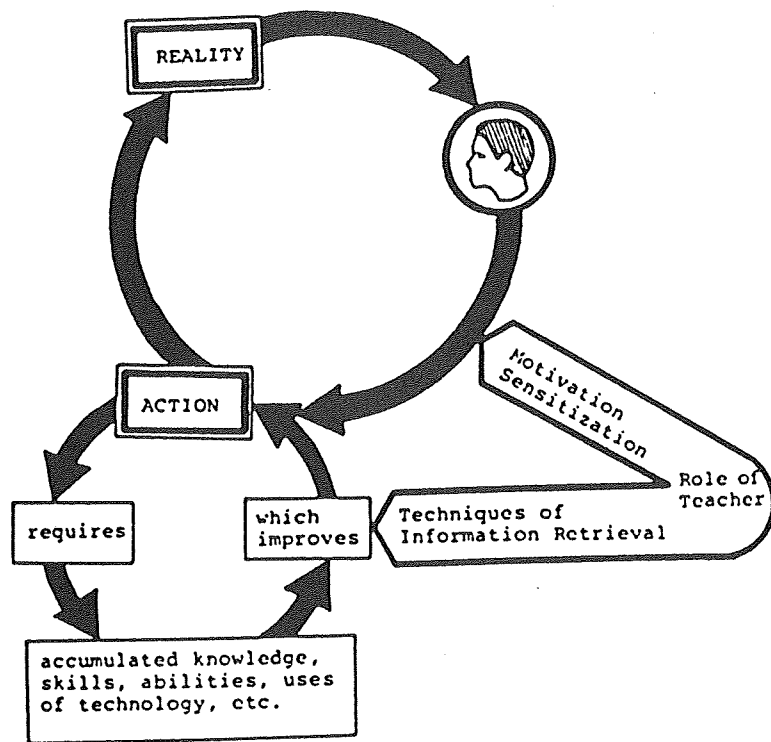 REALITY
ACTION
Motivation
Sensitization
Role of
Teacher
requires
which
improves
Techniques of
Information Retrieval
accumulated knowledge,
skills, abilities, uses
of technology, etc.